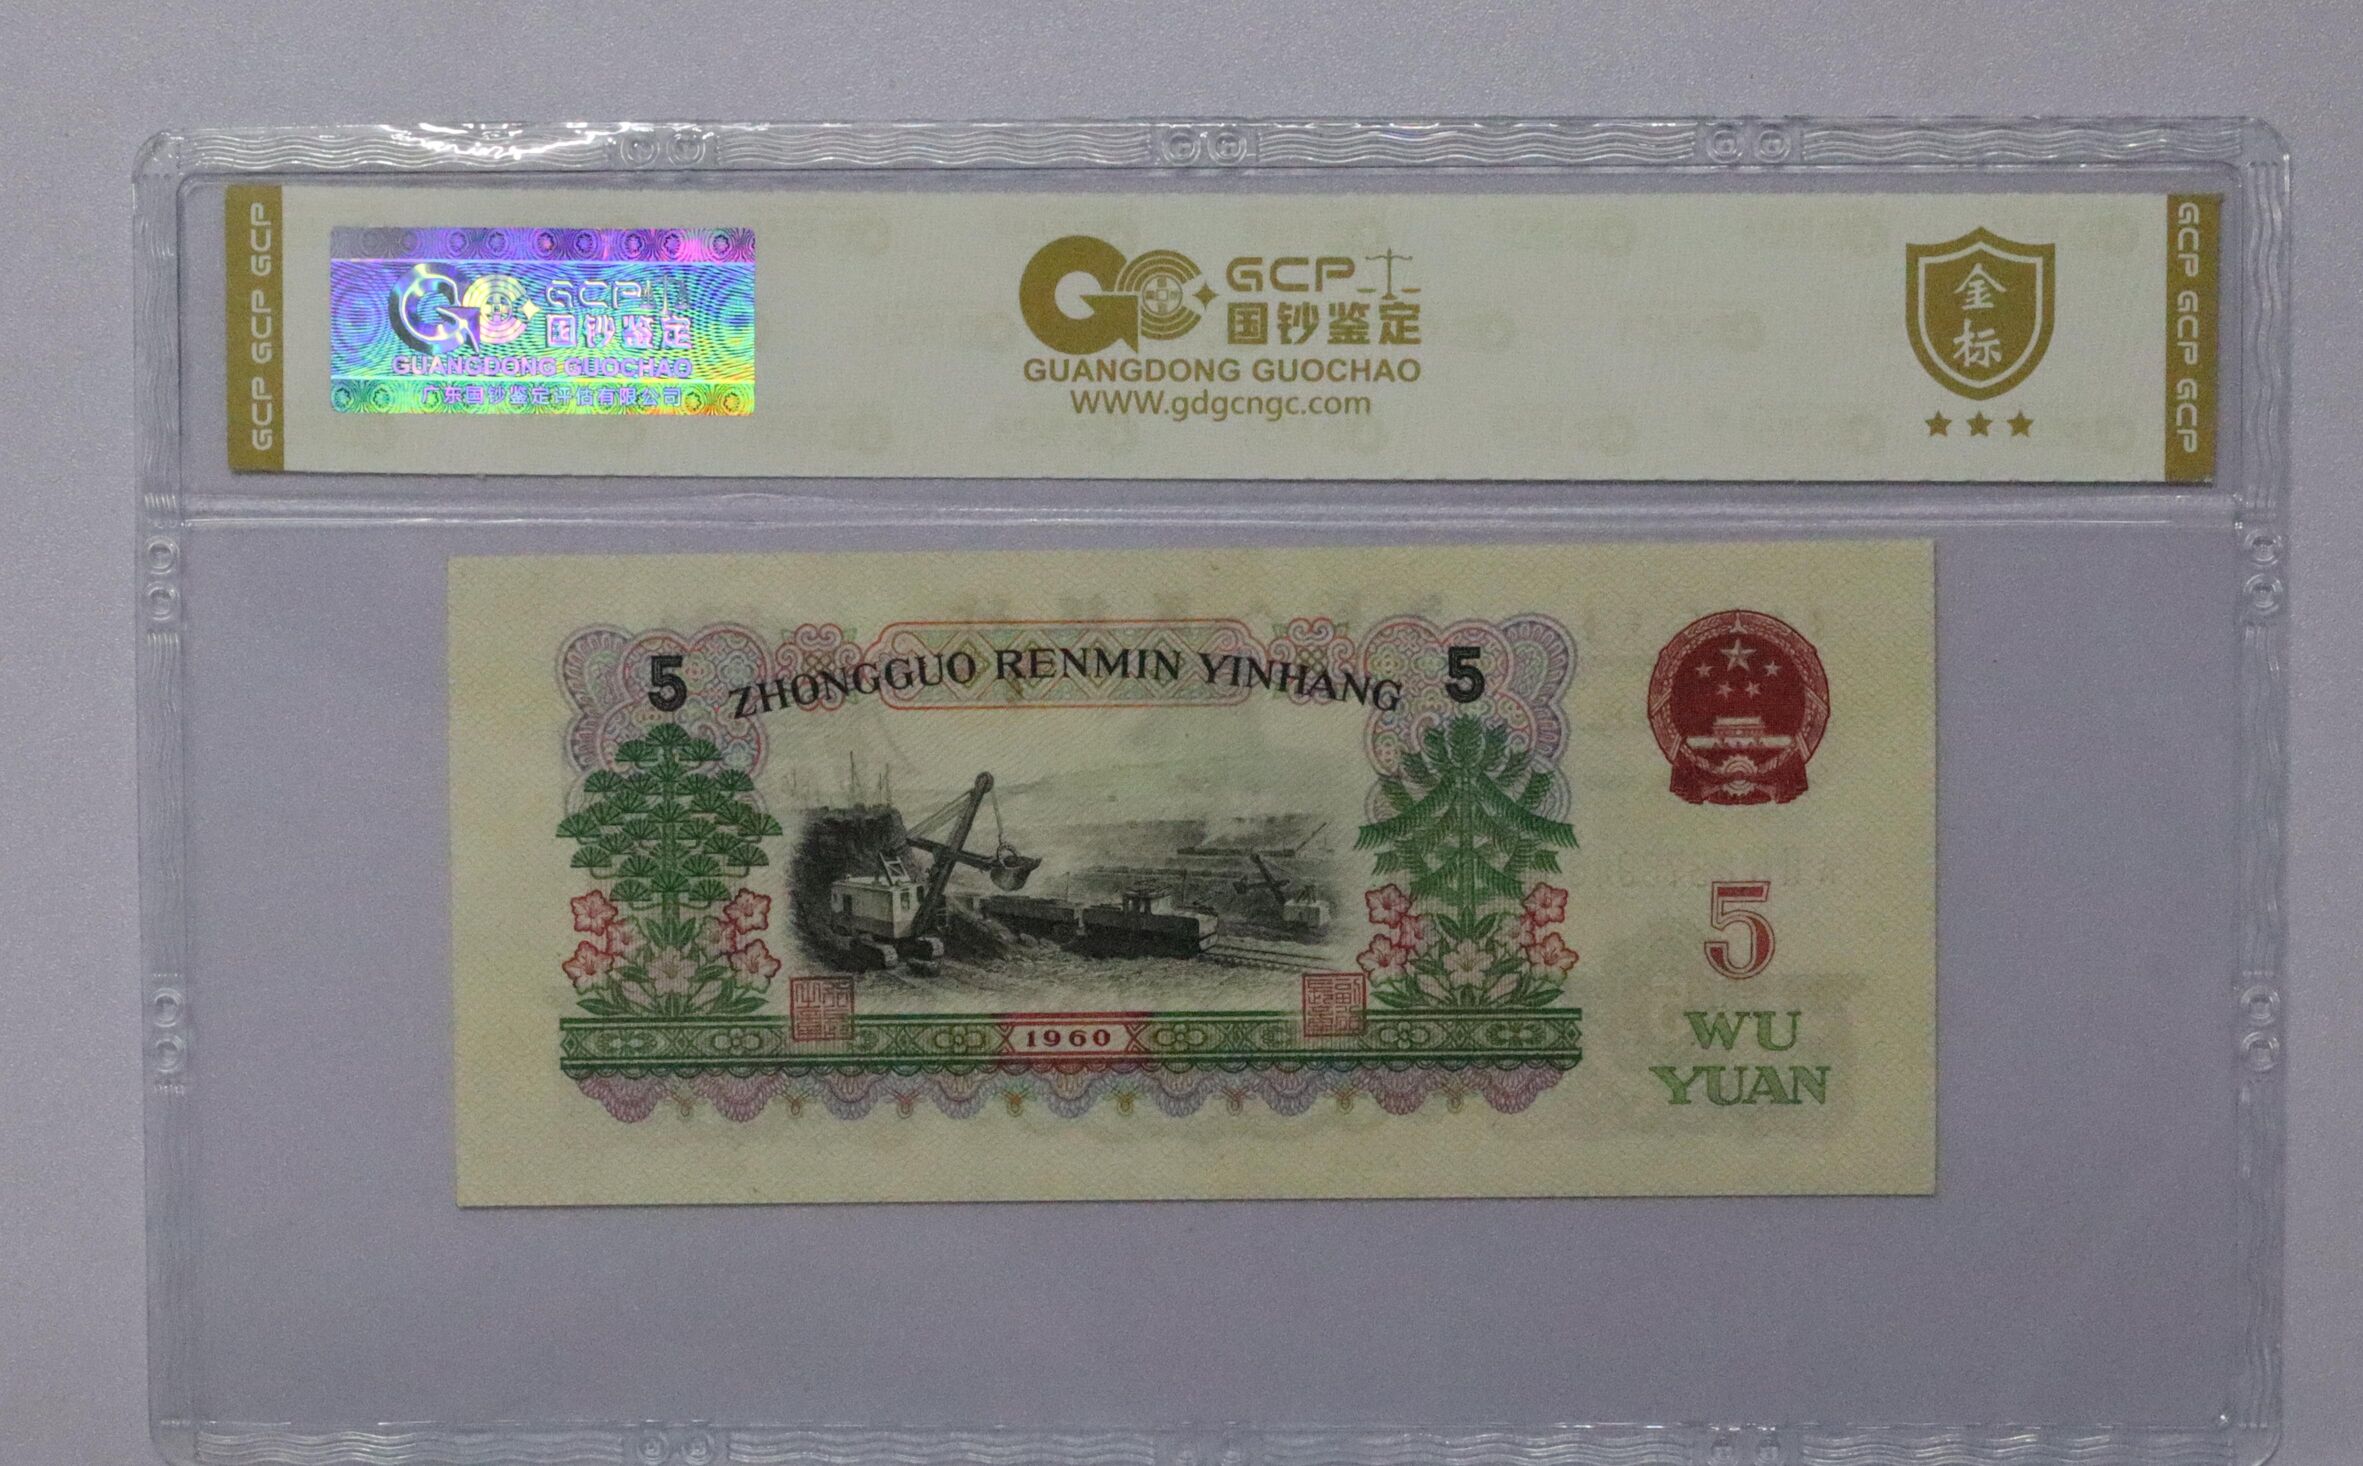 GCP GCP GCP
GCP
国钞鉴定
GUANGDONG GUOCHAO
广东国钞鉴定评估有限公司
GCP
国钞鉴定
GUANGDONG GUOCHAO
www.gdgcngc.com
金
标
GCP GCP GCP
5
ZHONGGUO RENMIN YINHANG
5
1960
5
WU
YUAN